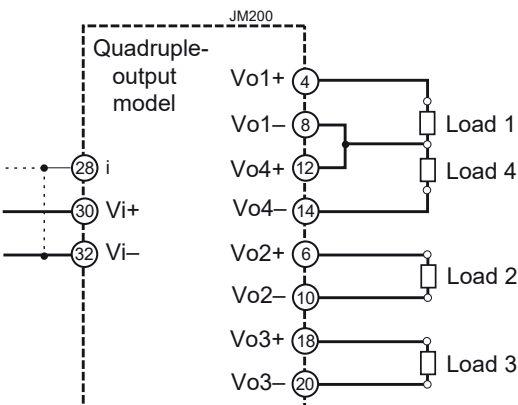 JM200
Quadruple-
output
model
Vo1+ 4
Vo1– 8
Load 1
28 i
Vo4+ 12
Load 4
30 Vi+
Vo4– 14
32 Vi–
Vo2+ 6
Load 2
Vo2– 10
Vo3+ 18
Load 3
Vo3– 20